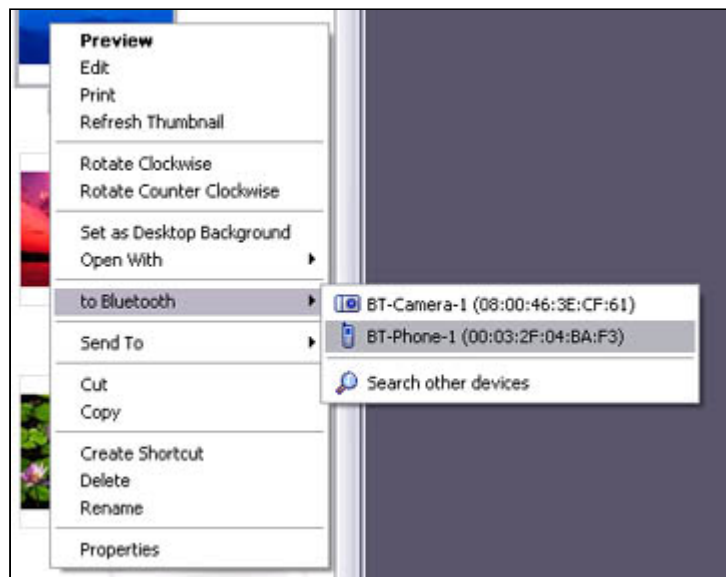 Preview
Edit
Print
Refresh Thumbnail
Rotate Clockwise
Rotate Counter Clockwise
Set as Desktop Background
Open With
to Bluetooth
BT-Camera-1 (08:00:46:3E:CF:61)
BT-Phone-1 (00:03:2F:04:BA:F3)
Search other devices
Send To
Cut
Copy
Create Shortcut
Delete
Rename
Properties